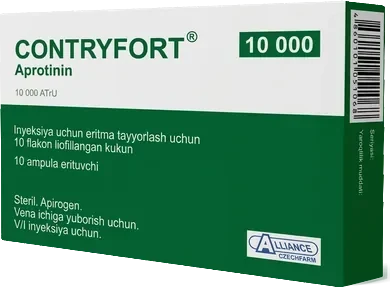 CONTRYFORT®
Aprotinin
10 000 ATrU
10 000
Inyeksiya uchun eritma tayyorlash uchun
10 flakon liofillangan kukun
10 ampula erituvchi
Steril. Apirogen.
Vena ichiga yuborish uchun.
V/I inyeksiya uchun.
ALLIANCE
CZECHFARM
Seriyasi:
Yaroqlilik muddati: